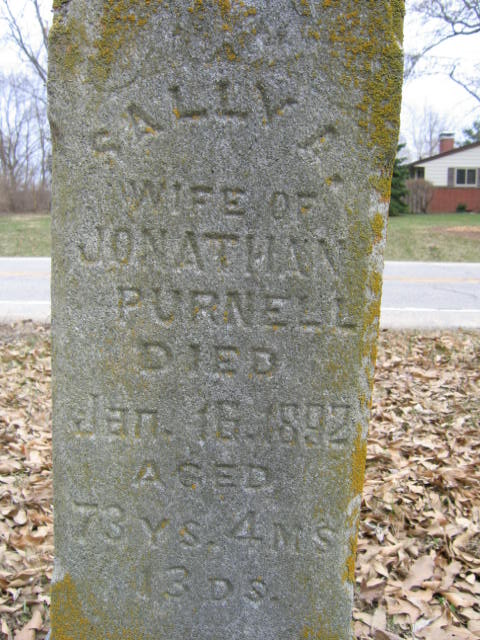 SALLY A.
WIFE OF
JONATHAN
PURNELL
DIED
Jan. 16. 1892
AGED
73 YS. 4 MS
13 DS.